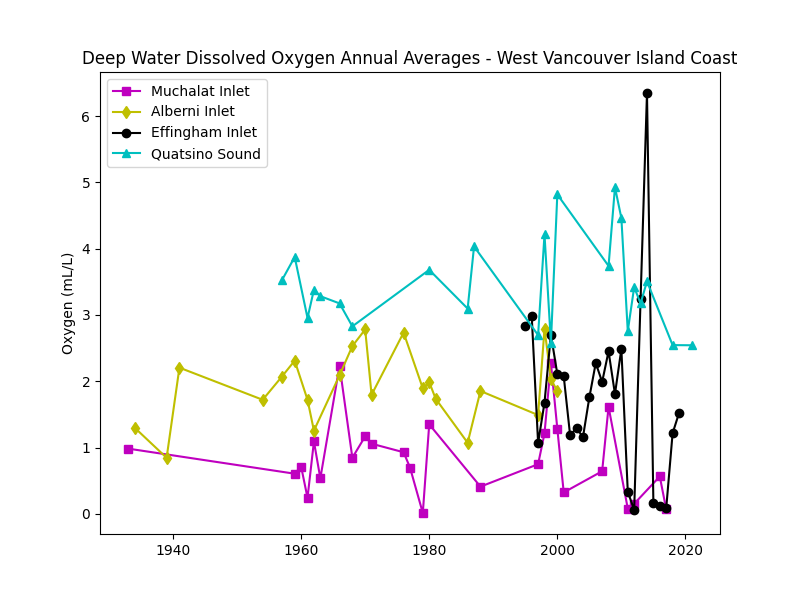 Deep Water Dissolved Oxygen Annual Averages - West Vancouver Island Coast
Muchalat Inlet
Alberni Inlet
Effingham Inlet
Quatsino Sound
Oxygen (mL/L)
6
5
4
3
2
1
0
1940
1960
1980
2000
2020